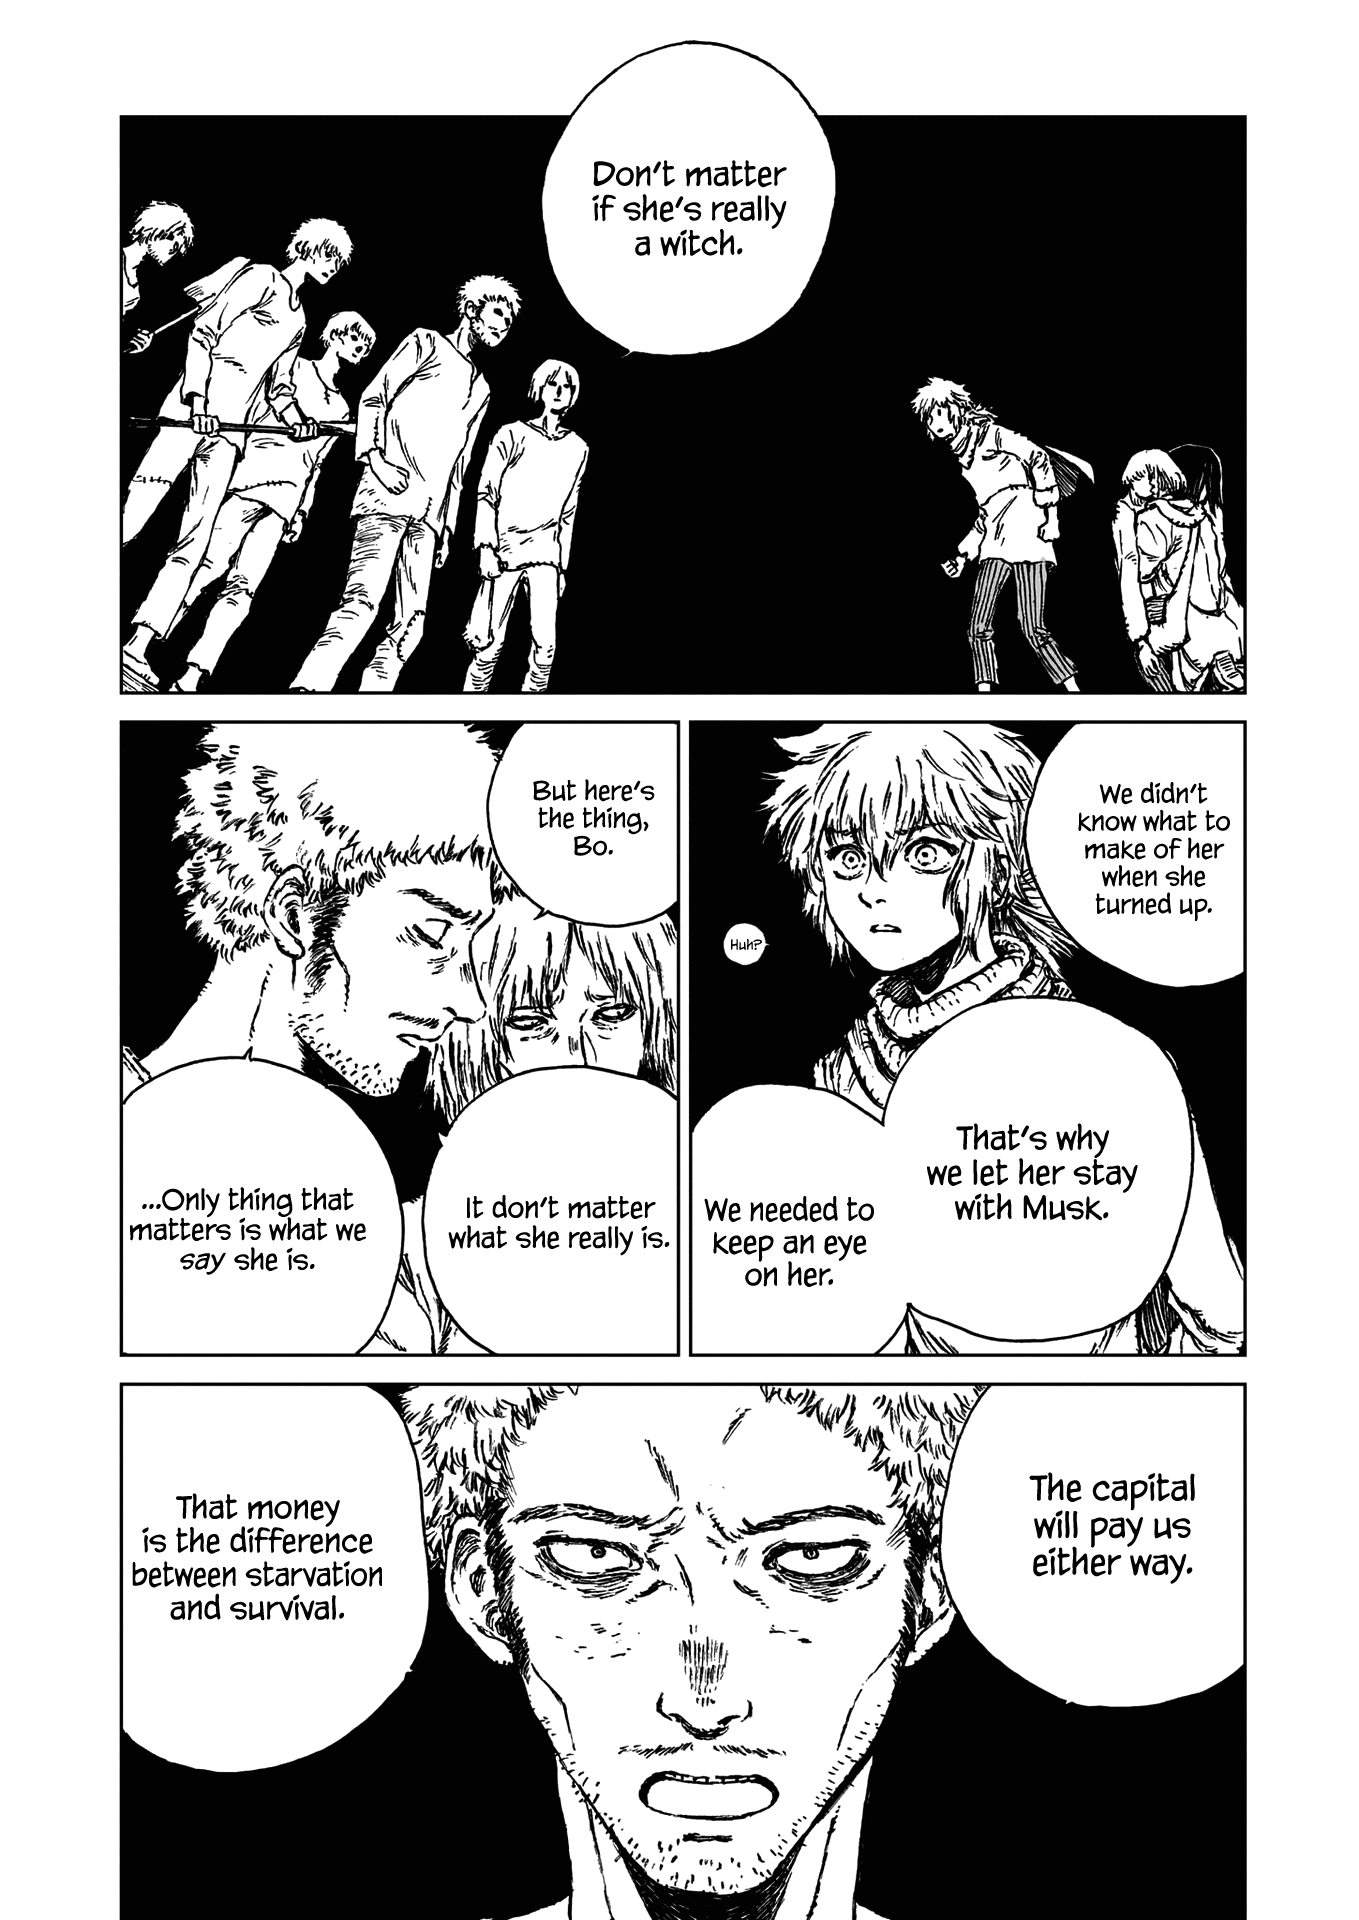 Don't matter
if she's really
a witch.
We didn't
know what to
make of her
when she
turned up.
Huh?
That's why
we let her stay
with Musk.
We needed to
keep an eye
on her.
But here's
the thing,
Bo.
It don't matter
what she really is.
...Only thing that
matters is what we
say she is.
The capital
will pay us
either way.
That money
is the difference
between starvation
and survival.